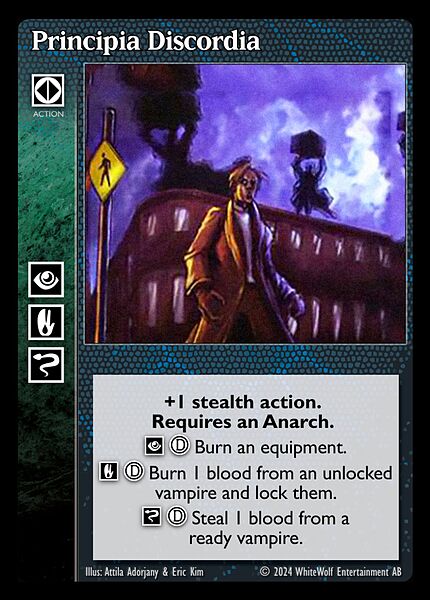 Principia Discordia
ACTION
+1 stealth action.
Requires an Anarch.
Ⓓ Burn an equipment.
Ⓓ Burn 1 blood from an unlocked
vampire and lock them.
Ⓓ Steal 1 blood from a
ready vampire.
Illus: Attila Adorjany & Eric Kim © 2024 WhiteWolf Entertainment AB